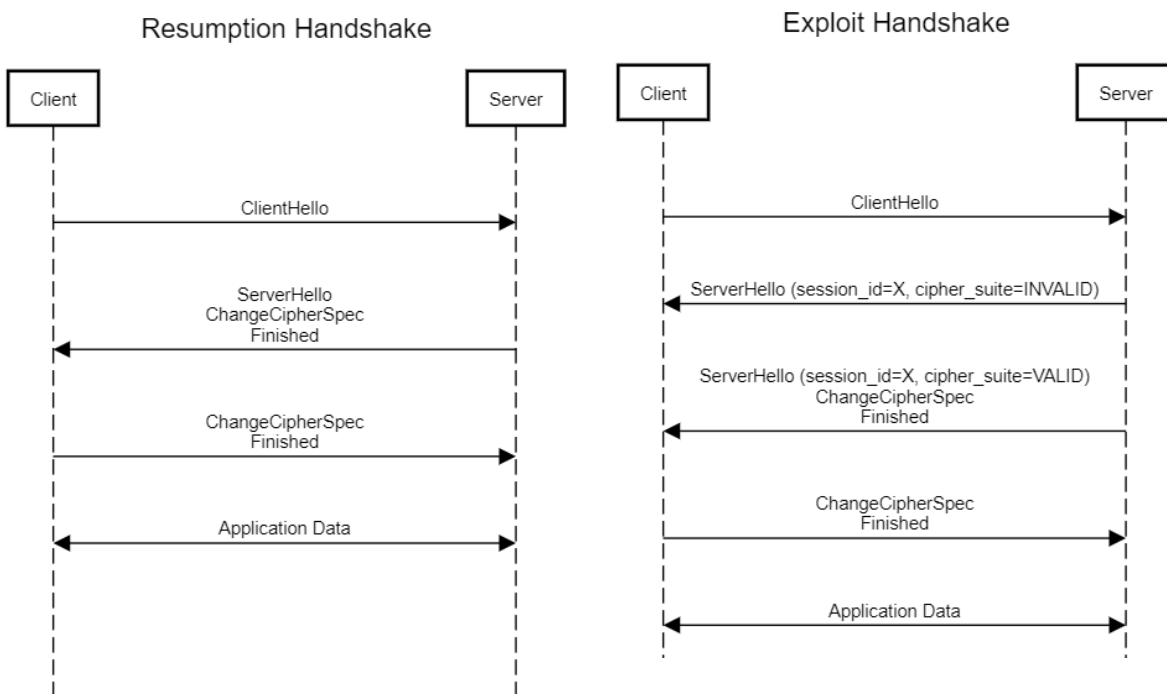 Resumption Handshake
Client
Server
ClientHello
ServerHello
ChangeCipherSpec
Finished
ChangeCipherSpec
Finished
Application Data
Exploit Handshake
Client
Server
ClientHello
ServerHello (session_id=X, cipher_suite=INVALID)
ServerHello (session_id=X, cipher_suite=VALID)
ChangeCipherSpec
Finished
ChangeCipherSpec
Finished
Application Data